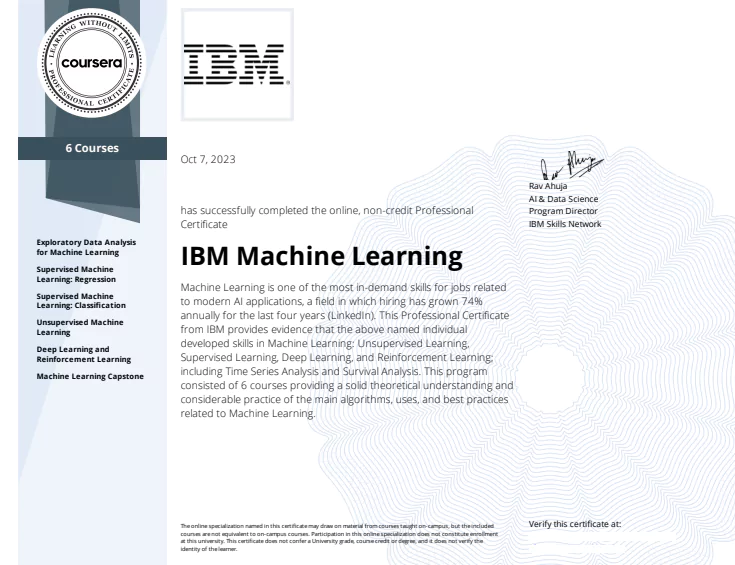 LEARNING WITHOUT LIMITS
coursera
PROFESSIONAL CERTIFICATE
6 Courses
Exploratory Data Analysis
for Machine Learning
Supervised Machine
Learning: Regression
Supervised Machine
Learning: Classification
Unsupervised Machine
Learning
Deep Learning and
Reinforcement Learning
Machine Learning Capstone
IBM
Oct 7, 2023
has successfully completed the online, non-credit Professional
Certificate
IBM Machine Learning
Machine Learning is one of the most in-demand skills for jobs related
to modern AI applications, a field in which hiring has grown 74%
annually for the last four years (LinkedIn). This Professional Certificate
from IBM provides evidence that the above named individual
developed skills in Machine Learning: Unsupervised Learning,
Supervised Learning, Deep Learning, and Reinforcement Learning;
including Time Series Analysis and Survival Analysis. This program
consisted of 6 courses providing a solid theoretical understanding and
considerable practice of the main algorithms, uses, and best practices
related to Machine Learning.
Rav Ahuja
Rav Ahuja
AI & Data Science
Program Director
IBM Skills Network
The online specialization named in this certificate may draw on material from courses taught on-campus, but the included
courses are not equivalent to on-campus courses. Participation in this online specialization does not constitute enrollment
at this university. This certificate does not confer a University grade, course credit or degree, and it does not verify the
identity of the learner.
Verify this certificate at: